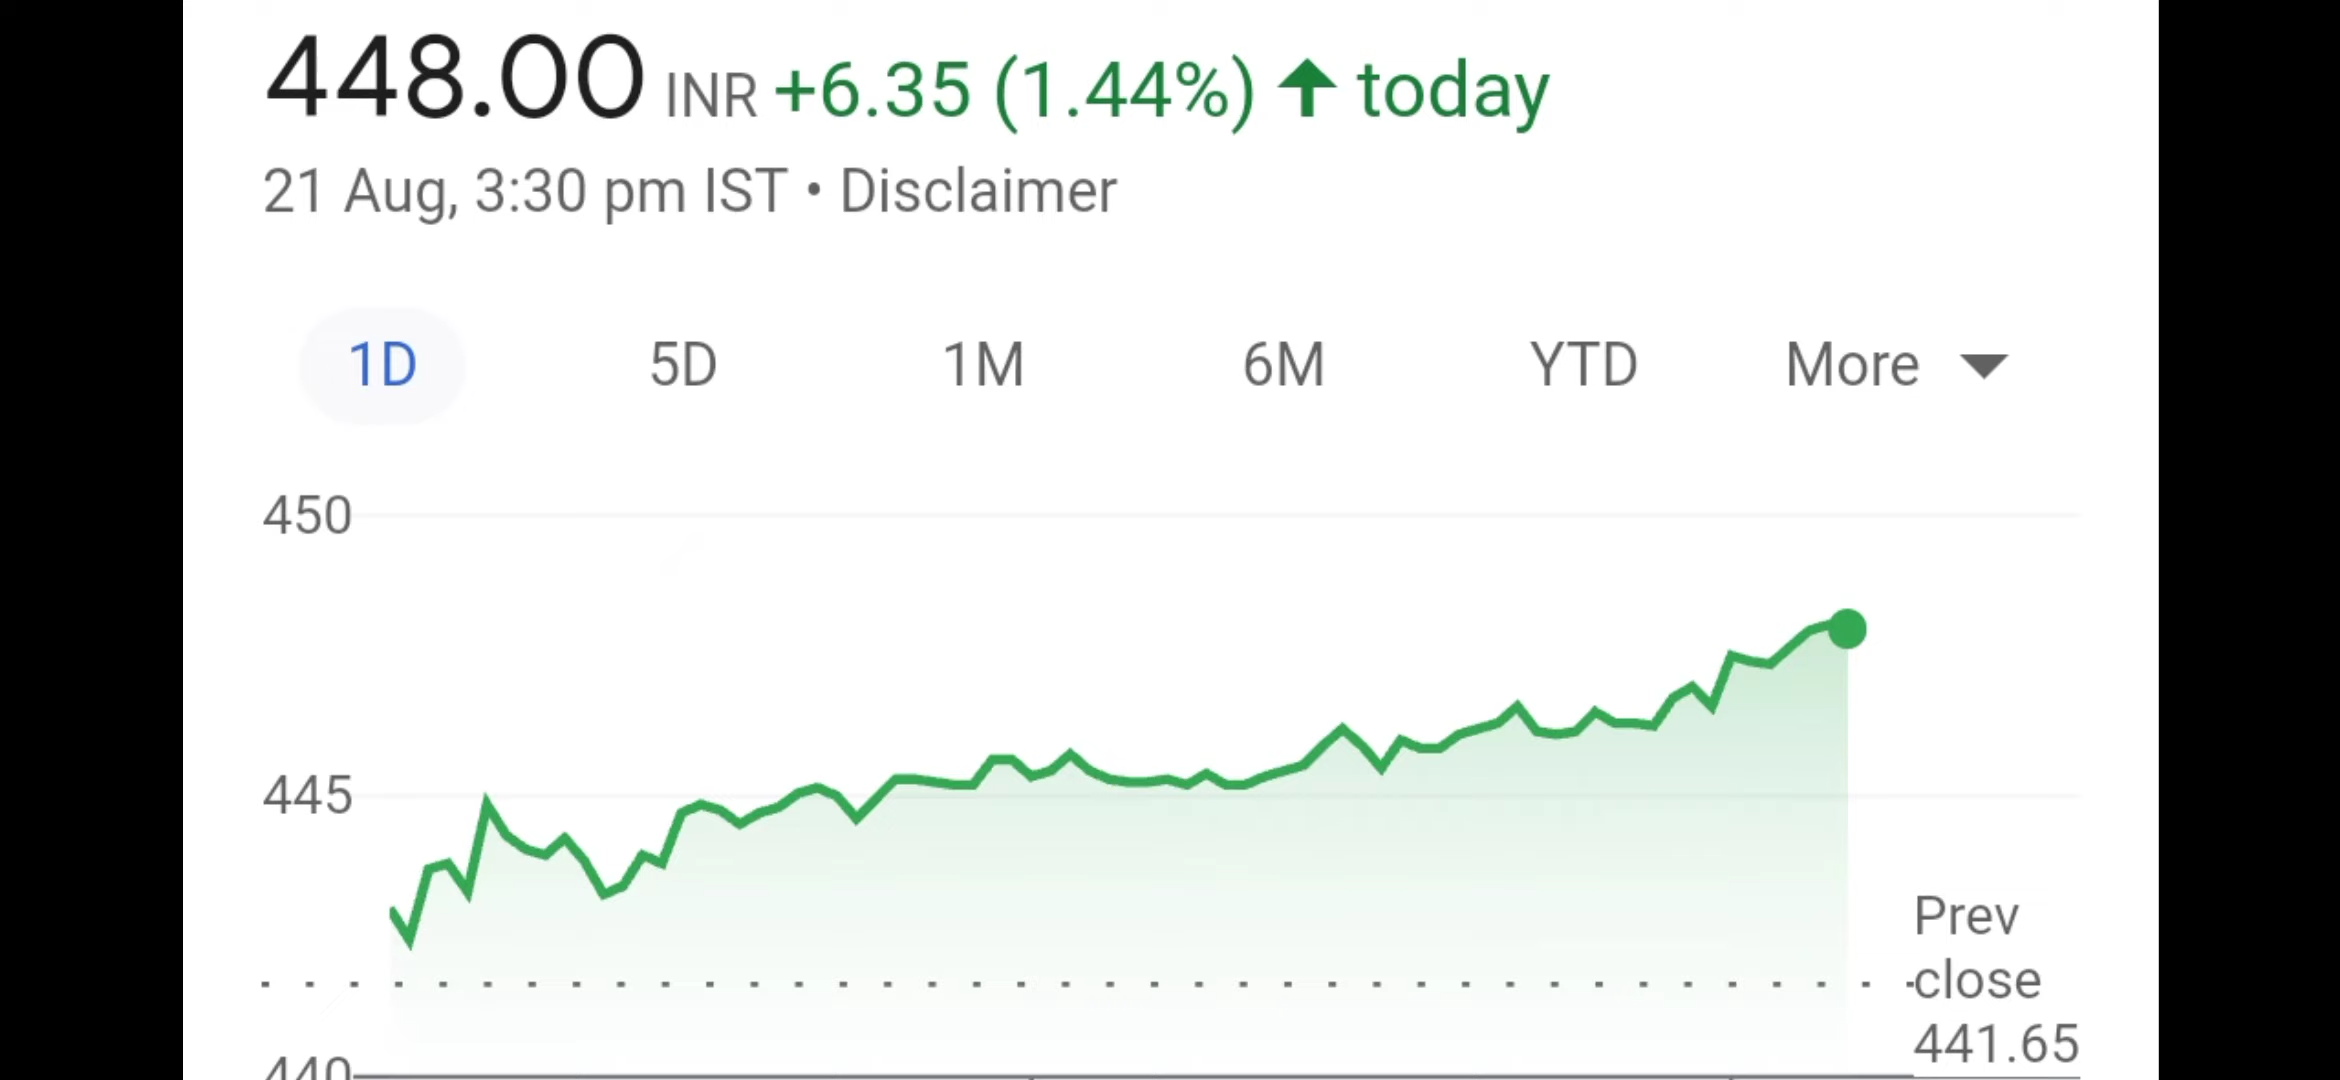 448.00 INR +6.35 (1.44%) ↑ today
21 Aug, 3:30 pm IST • Disclaimer
1D 5D 1M 6M YTD More
450
445
Prev
close
441.65
440